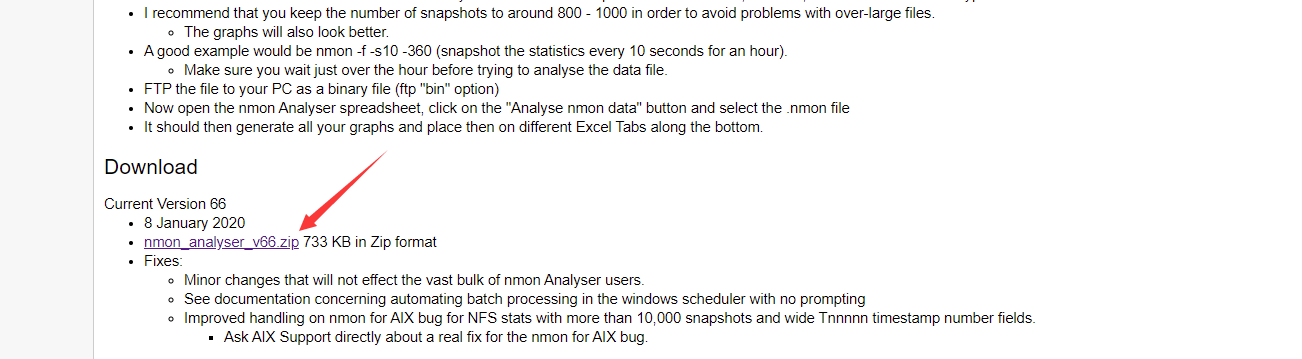 I recommend that you keep the number of snapshots to around 800 - 1000 in order to avoid problems with over-large files.
The graphs will also look better.
A good example would be nmon -f -s10 -360 (snapshot the statistics every 10 seconds for an hour).
Make sure you wait just over the hour before trying to analyse the data file.
FTP the file to your PC as a binary file (ftp "bin" option)
Now open the nmon Analyser spreadsheet, click on the "Analyse nmon data" button and select the .nmon file
It should then generate all your graphs and place then on different Excel Tabs along the bottom.
Download
Current Version 66
8 January 2020
nmon_analyser_v66.zip 733 KB in Zip format
Fixes:
Minor changes that will not effect the vast bulk of nmon Analyser users.
See documentation concerning automating batch processing in the windows scheduler with no prompting
Improved handling on nmon for AIX bug for NFS stats with more than 10,000 snapshots and wide Tnnnnn timestamp number fields.
Ask AIX Support directly about a real fix for the nmon for AIX bug.